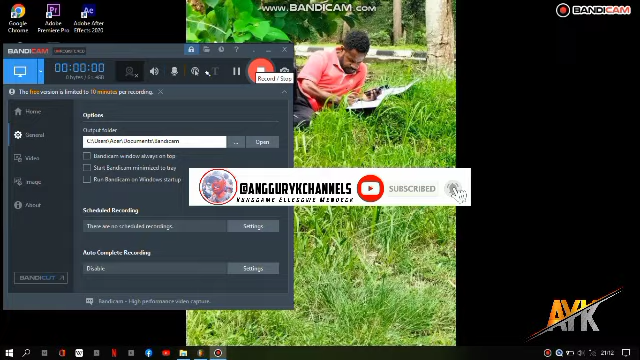 WWW.BANDICAM.COM
BANDICAM
Google
Chrome
Adobe
Premiere Pro
Adobe After
Effects 2020
BANDICAM
UNREGISTERED
00:00:00
Record / Stop
The free version is limited to 10 minutes per recording.
Home
General
Video
Image
About
BANDICUT
Options
Output folder
C:\Users\Acer\Documents\Bandicam
...
Open
Bandicam window always on top
Start Bandicam minimized to tray
Run Bandicam on Windows startup
Scheduled Recording
There are no scheduled recordings.
Settings
Auto Complete Recording
Disable
Settings
Bandicam - High performance video capture.
@ANGGURYKCHANNELS
SUBSCRIBED
AYK
21:12